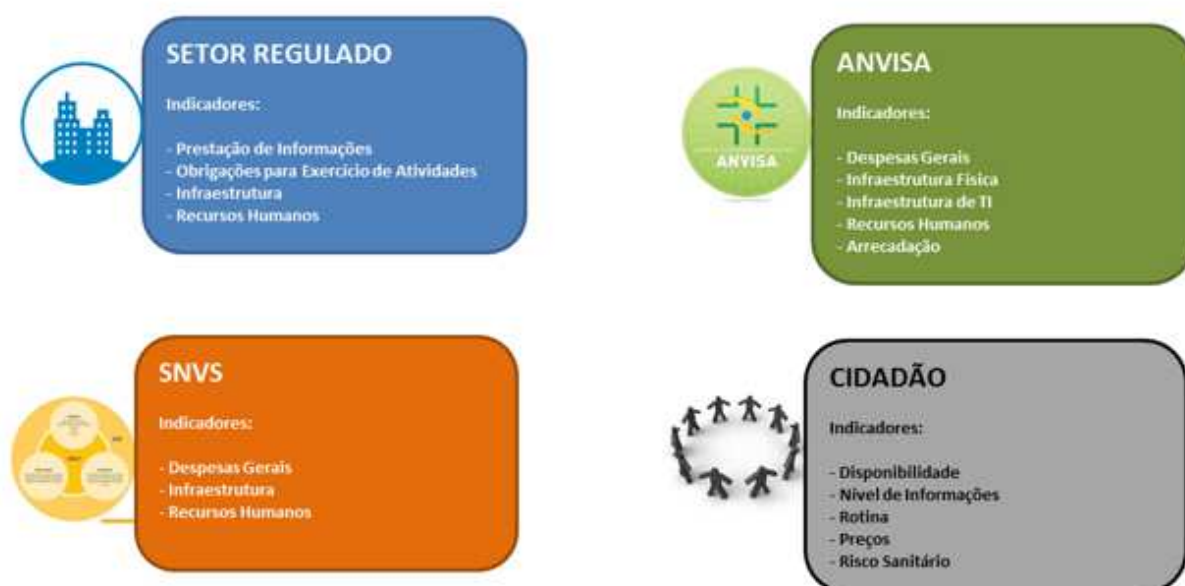 SETOR REGULADO
Indicadores:
- Prestação de Informações
- Obrigações para Exercício de Atividades
- Infraestrutura
- Recursos Humanos
ANVISA
ANVISA
Indicadores:
- Despesas Gerais
- Infraestrutura Física
- Infraestrutura de TI
- Recursos Humanos
- Arrecadação
SNVS
Indicadores:
- Despesas Gerais
- Infraestrutura
- Recursos Humanos
CIDADÃO
Indicadores:
- Disponibilidade
- Nível de Informações
- Rotina
- Preços
- Risco Sanitário